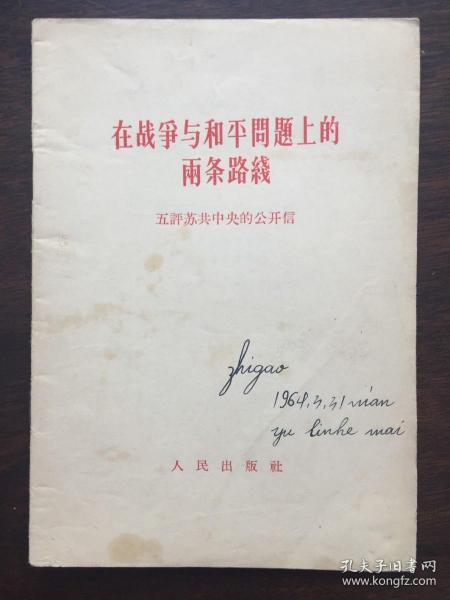 在战爭与和平問題上的
兩条路綫
五評苏共中央的公开信
zhigao
1964.3.31 nian
yu linhe mai
人民出版社
孔夫子旧书网
www.kongfz.com